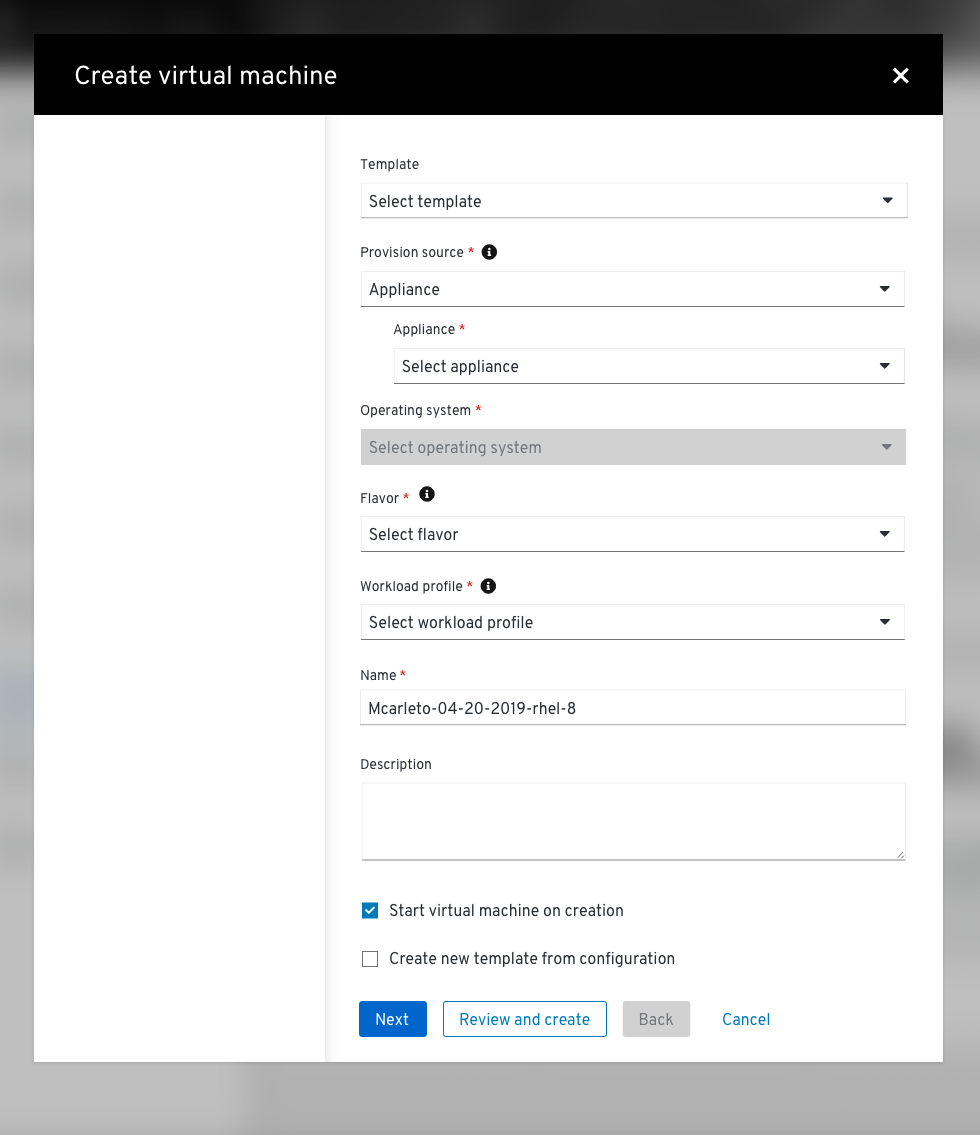 Create virtual machine
Template
Select template
Provision source *
Appliance
Appliance *
Select appliance
Operating system *
Select operating system
Flavor *
Select flavor
Workload profile *
Select workload profile
Name *
Mcarleto-04-20-2019-rhel-8
Description
Start virtual machine on creation
Create new template from configuration
Next Review and create Back Cancel